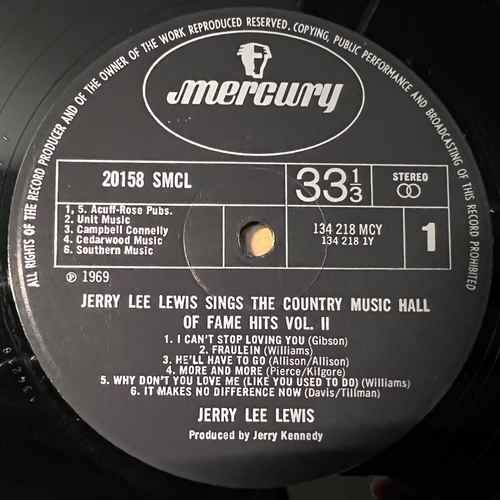 ALL RIGHTS OF THE RECORD PRODUCER AND OF THE OWNER OF THE WORK REPRODUCED RESERVED. COPYING, PUBLIC PERFORMANCE AND BROADCASTING OF THIS RECORD PROHIBITED
mercury
20158 SMCL
33 1/3
STEREO
1, 5. Acuff-Rose Pubs.
2. Unit Music
3. Campbell Connelly
4. Cedarwood Music
6. Southern Music
134 218 MCY
134 218 1Y
1
Ⓟ 1969
JERRY LEE LEWIS SINGS THE COUNTRY MUSIC HALL
OF FAME HITS VOL. II
1. I CAN'T STOP LOVING YOU (Gibson)
2. FRAULEIN (Williams)
3. HE'LL HAVE TO GO (Allison/Allison)
4. MORE AND MORE (Pierce/Kilgore)
5. WHY DON'T YOU LOVE ME (LIKE YOU USED TO DO) (Williams)
6. IT MAKES NO DIFFERENCE NOW (Davis/Tillman)
JERRY LEE LEWIS
Produced by Jerry Kennedy